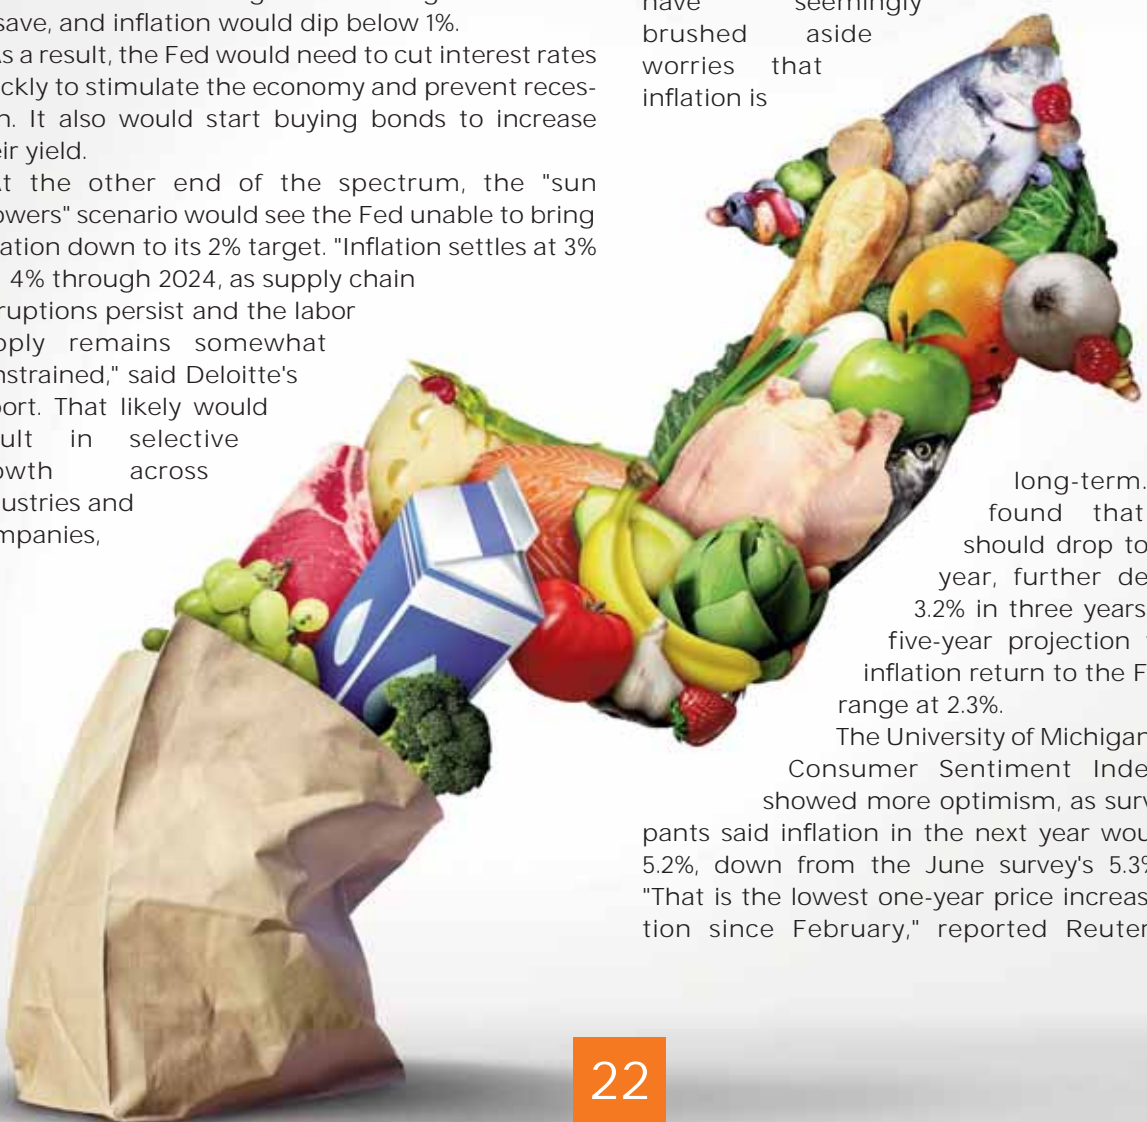 save, and inflation would dip below 1%.
s a result, the Fed would need to cut interest rates
ckly to stimulate the economy and prevent reces-
n. It also would start buying bonds to increase
eir yield.
At the other end of the spectrum, the "sun
owers" scenario would see the Fed unable to bring
ation down to its 2% target. "Inflation settles at 3%
4% through 2024, as supply chain
ruptions persist and the labor
pply remains somewhat
nstrained," said Deloitte's
port. That likely would
ult in selective
owth across
ustries and
mpanies,
have seemingly
brushed aside
worries that
inflation is
long-term.
found that
should drop to
year, further de
3.2% in three years
five-year projection
inflation return to the F
range at 2.3%.
The University of Michigan
Consumer Sentiment Inde
showed more optimism, as surv
pants said inflation in the next year wou
5.2%, down from the June survey's 5.3%
"That is the lowest one-year price increas
tion since February," reported Reuter
22